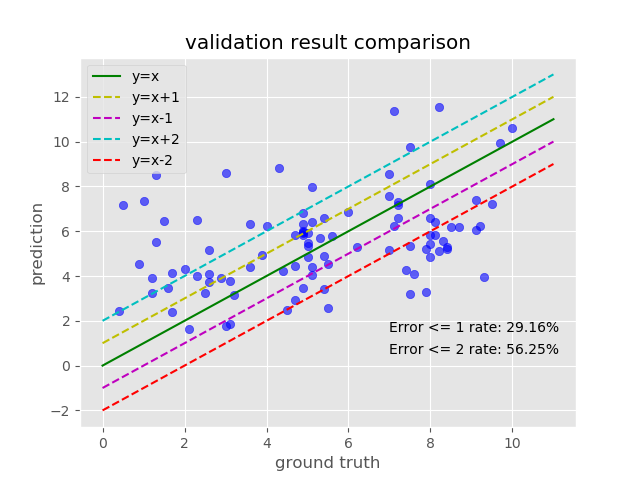 validation result comparison
y=x
y=x+1
y=x-1
y=x+2
y=x-2
12
10
8
6
4
2
0
−2
prediction
Error <= 1 rate: 29.16%
Error <= 2 rate: 56.25%
0 2 4 6 8 10
ground truth